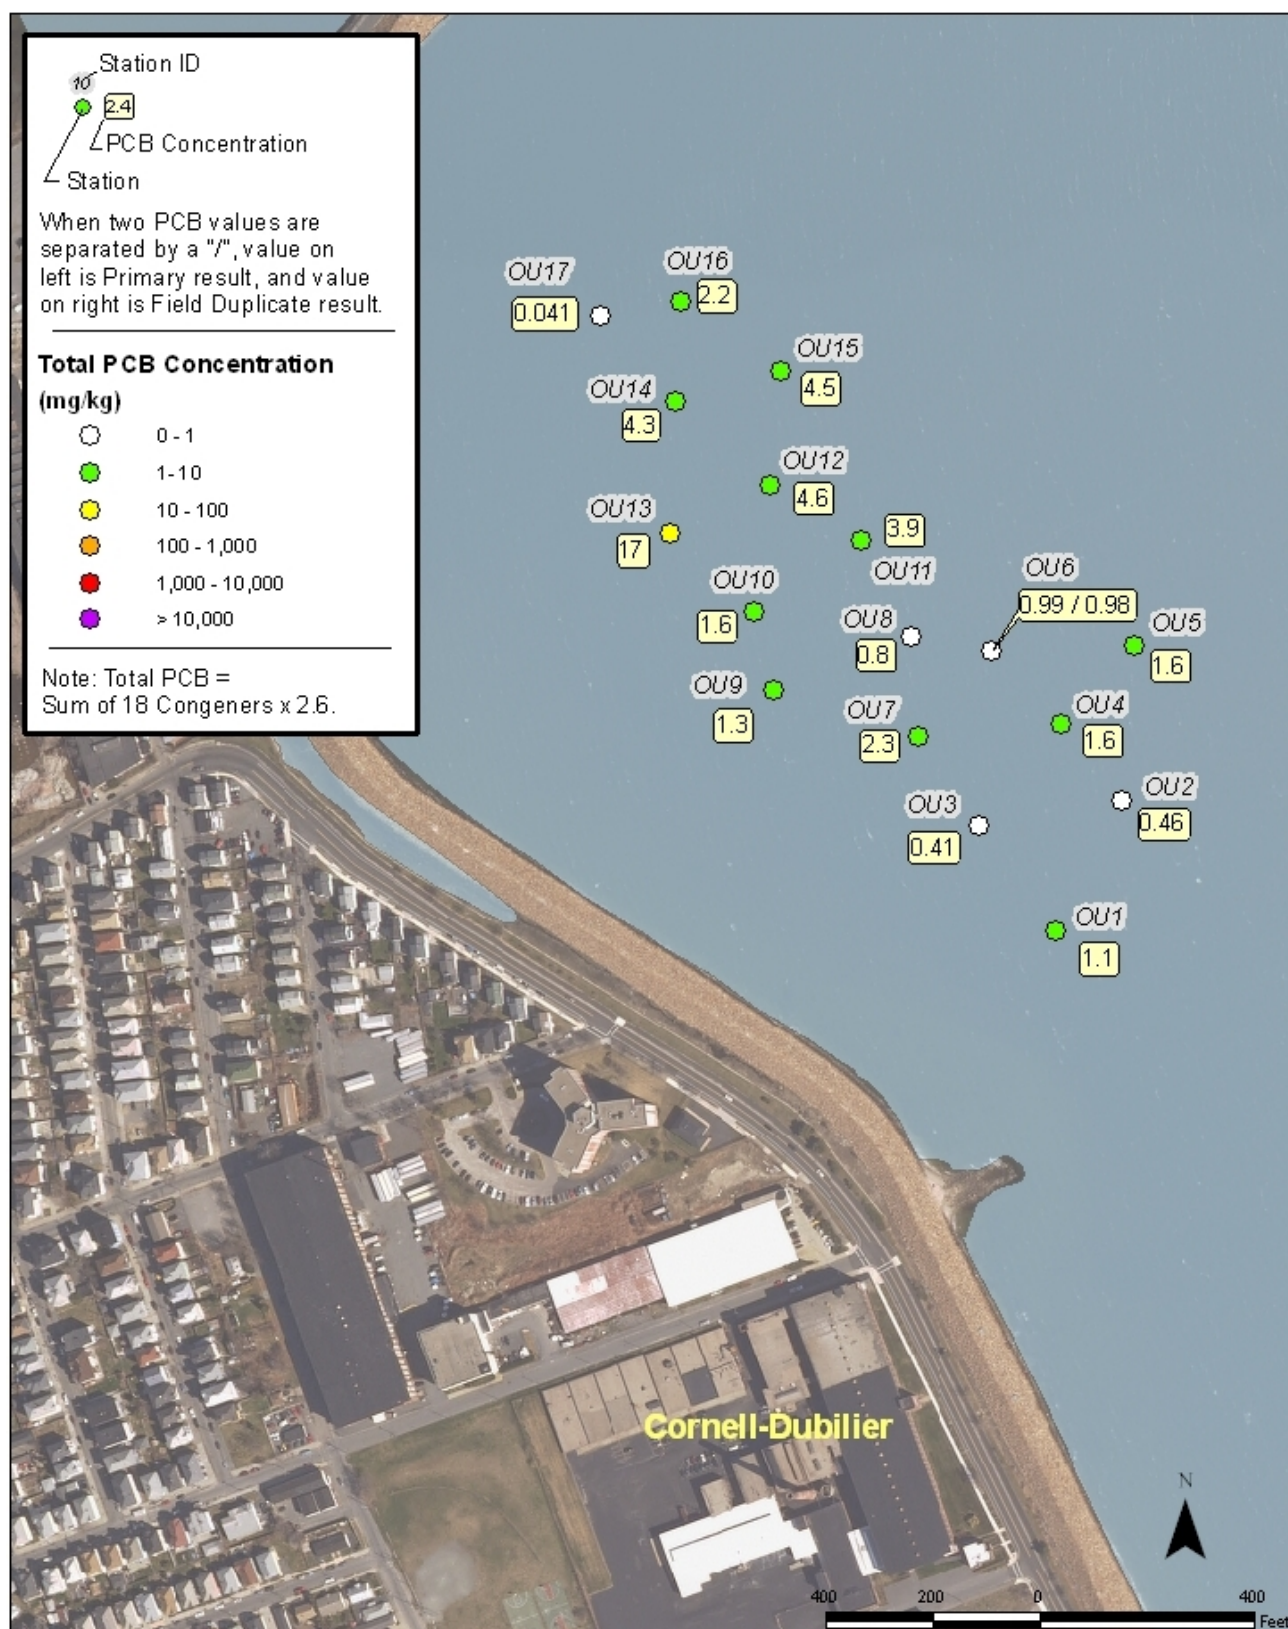 Station ID
10
2.4
PCB Concentration
Station
When two PCB values are
separated by a "/", value on
left is Primary result, and value
on right is Field Duplicate result.
Total PCB Concentration
(mg/kg)
0 - 1
1 - 10
10 - 100
100 - 1,000
1,000 - 10,000
> 10,000
Note: Total PCB =
Sum of 18 Congeners x 2.6.
OU17
0.041
OU16
2.2
OU15
4.5
OU14
4.3
OU12
4.6
OU13
17
3.9
OU11
OU10
1.6
OU6
0.99 / 0.98
OU8
0.8
OU5
1.6
OU9
1.3
OU7
2.3
OU4
1.6
OU2
0.46
OU3
0.41
OU1
1.1
Cornell-Dubilier
N
400 200 0 400
Feet